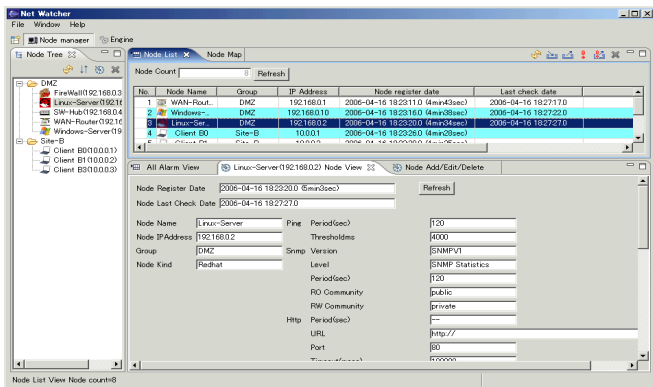 Net Watcher
File Window Help
Node manager Engine
Node Tree
Node List Node Map
Node Count 8 Refresh
DMZ
FireWall(192.168.0.3
Linux-Server(192.16
SW-Hub(192.168.0.4
WAN-Router(192.16
Windows-Server(19
Site-B
Client B0(10.0.0.1)
Client B1(10.0.0.2)
Client B3(10.0.0.3)
No. Node Name Group IP Address Node register date Last check date
1 WAN-Rout... DMZ 192.168.0.1 2006-04-16 18:23:11.0 (4min43sec) 2006-04-16 18:27:17.0
2 Windows-... DMZ 192.168.0.10 2006-04-16 18:23:16.0 (4min38sec) 2006-04-16 18:27:22.0
3 Linux-Ser... DMZ 192.168.0.2 2006-04-16 18:23:20.0 (4min34sec) 2006-04-16 18:27:27.0
4 Client B0 Site-B 10.0.0.1 2006-04-16 18:23:26.0 (4min28sec)
All Alarm View Linux-Server(192.168.0.2) Node View Node Add/Edit/Delete
Node Register Date 2006-04-16 18:23:20.0 (5min3sec) Refresh
Node Last Check Date 2006-04-16 18:27:27.0
Node Name Linux-Server Ping Period(sec) 120
Node IPAddress 192.168.0.2 Thresholdms 4000
Group DMZ Snmp Version SNMPV1
Node Kind Redhat Level SNMP Statistics
Period(sec) 120
RO Community public
RW Community private
Http Period(sec) --
URL http://
Port 80
Node List View Node count=8